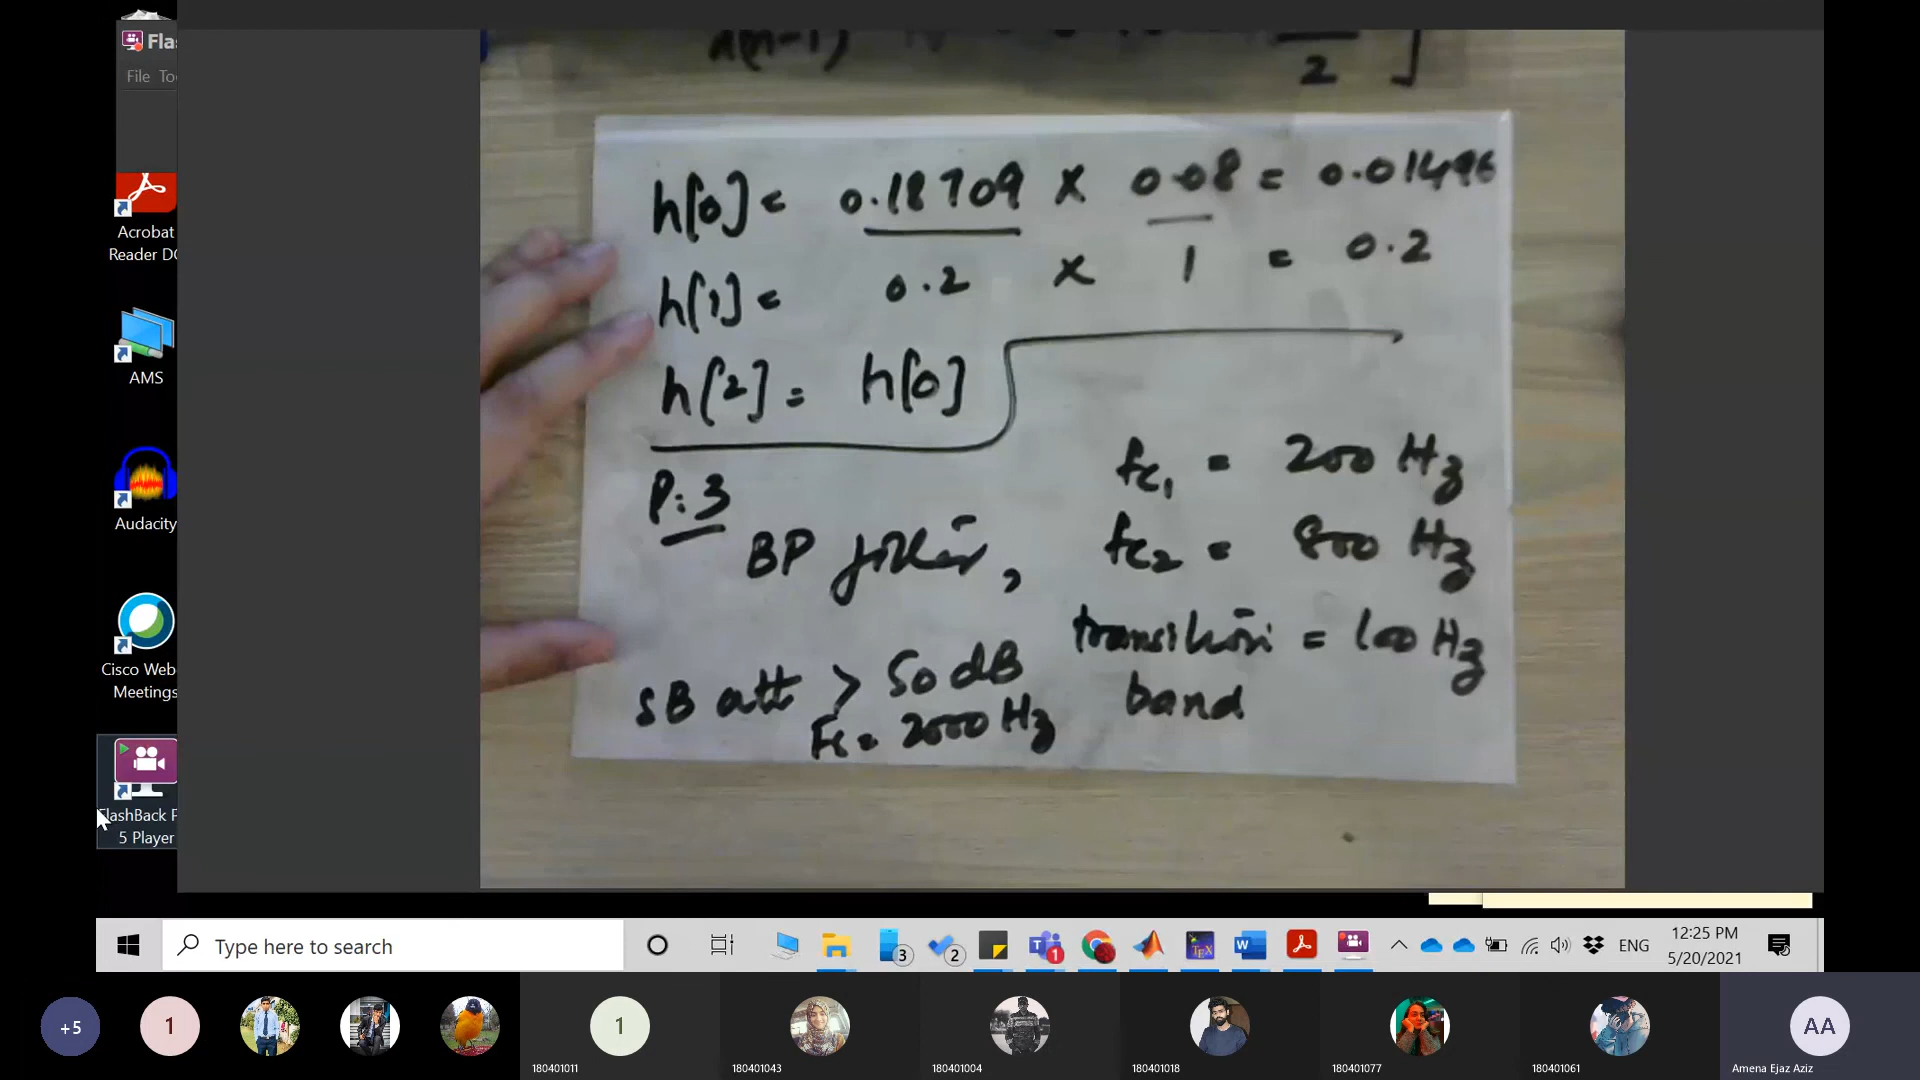 Fla
File To
2 ]
h[0] = 0.18709 x 0.08 = 0.01496
h[1] = 0.2 x 1 = 0.2
h[2] = h[0]
P: 3
BP filter,
fc1 = 200 Hz
fc2 = 800 Hz
transition = 100 Hz
band
SB att > 50 dB
Fs = 2000 Hz
Acrobat
Reader DC
AMS
Audacity
Cisco Web
Meetings
FlashBack P
5 Player
Type here to search
3
2
1
ENG
12:25 PM
5/20/2021
+5
1
1
AA
180401011
180401043
180401004
180401018
180401077
180401061
Amena Ejaz Aziz